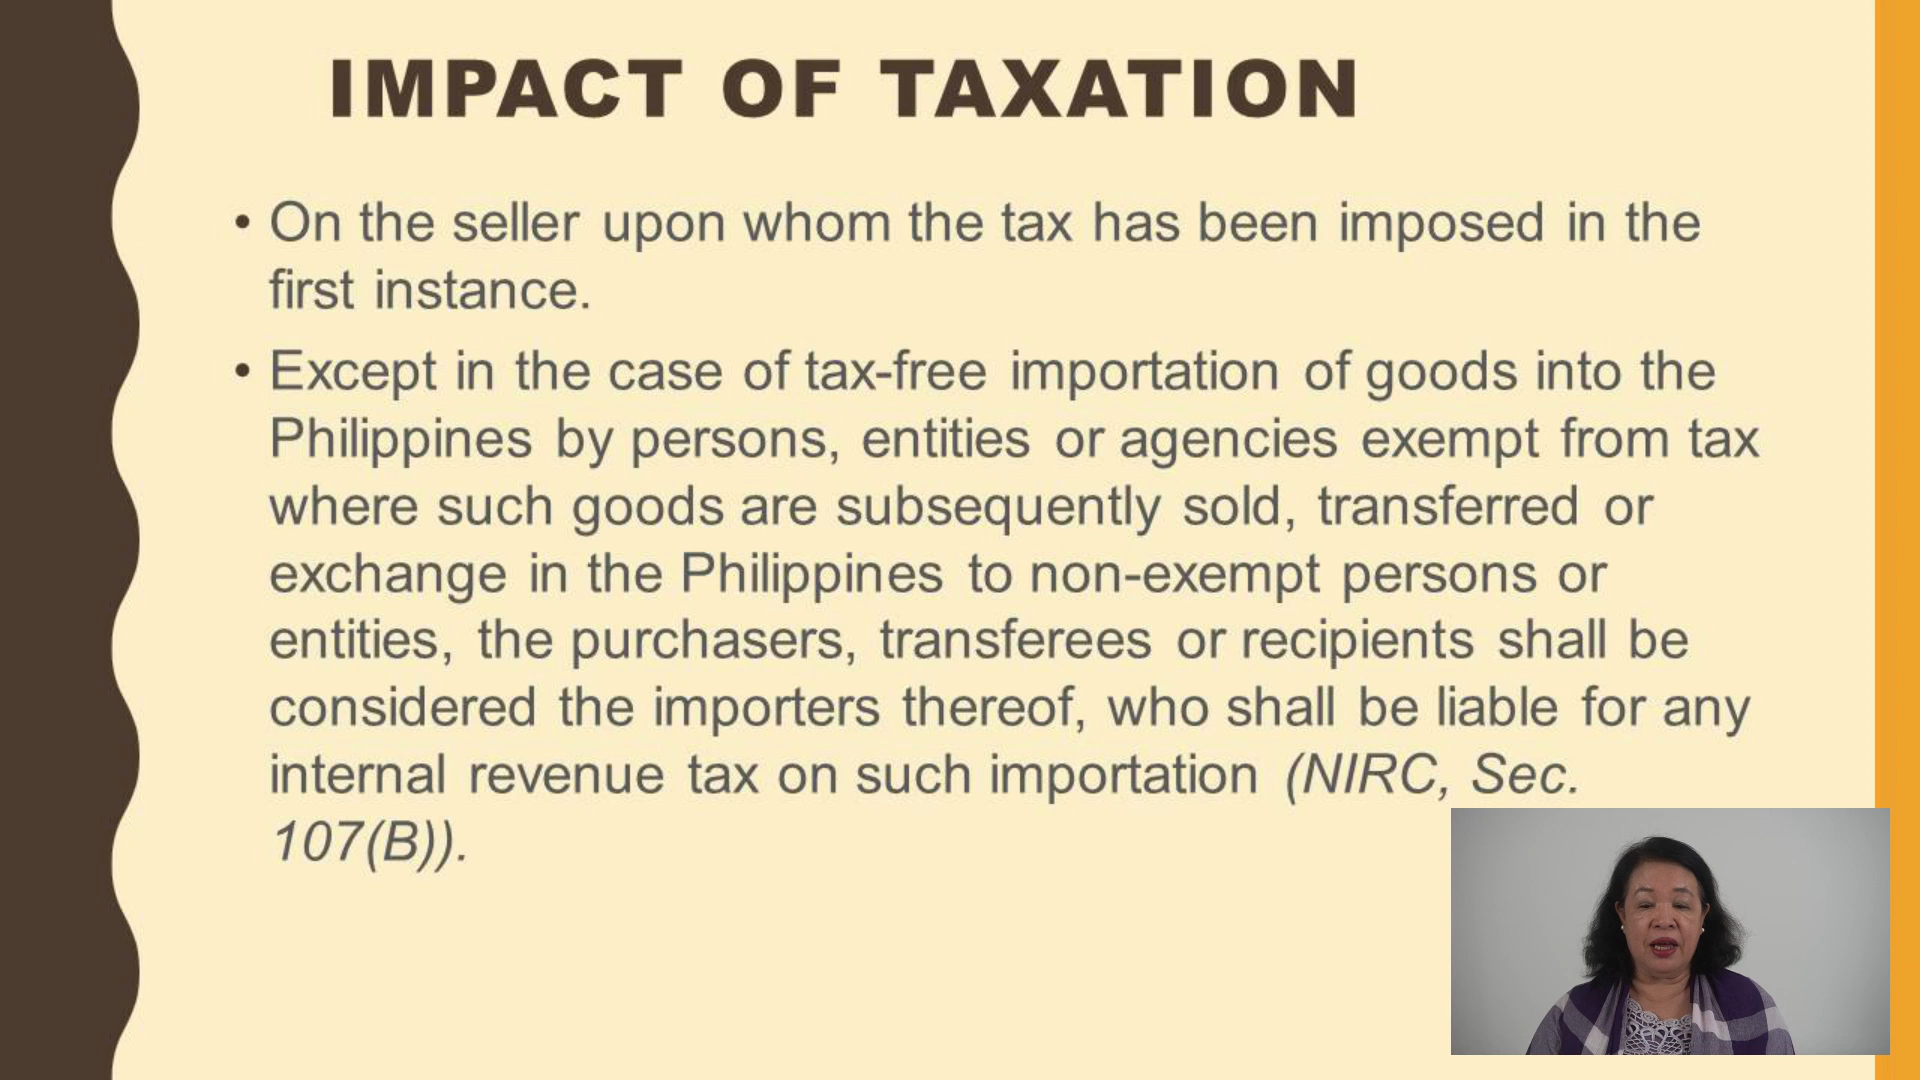 IMPACT OF TAXATION
• On the seller upon whom the tax has been imposed in the
first instance.
• Except in the case of tax-free importation of goods into the
Philippines by persons, entities or agencies exempt from tax
where such goods are subsequently sold, transferred or
exchange in the Philippines to non-exempt persons or
entities, the purchasers, transferees or recipients shall be
considered the importers thereof, who shall be liable for any
internal revenue tax on such importation (NIRC, Sec.
107(B)).